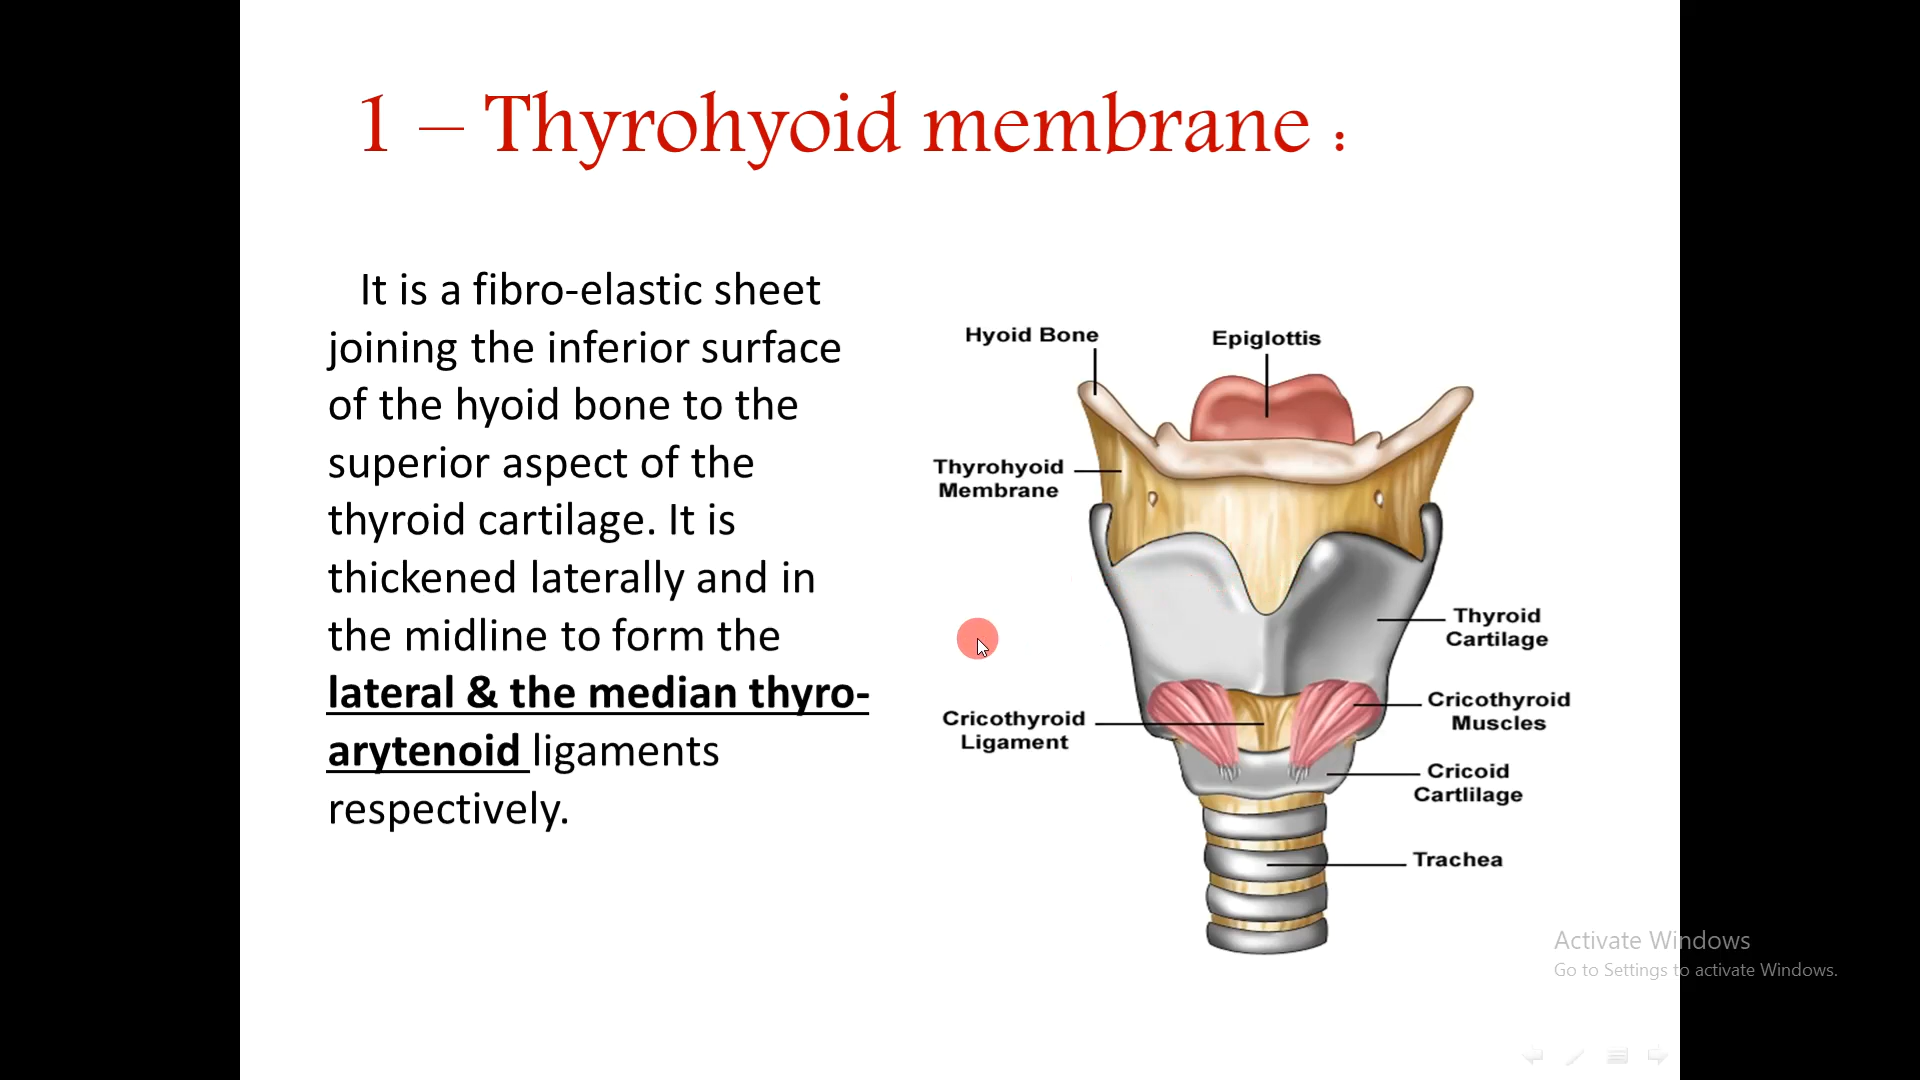 1 – Thyrohyoid membrane :
It is a fibro-elastic sheet
joining the inferior surface
of the hyoid bone to the
superior aspect of the
thyroid cartilage. It is
thickened laterally and in
the midline to form the
lateral & the median thyro-
arytenoid ligaments
respectively.
Hyoid Bone
Epiglottis
Thyrohyoid
Membrane
Thyroid
Cartilage
Cricothyroid
Ligament
Cricothyroid
Muscles
Cricoid
Cartlilage
Trachea
Activate Windows
Go to Settings to activate Windows.